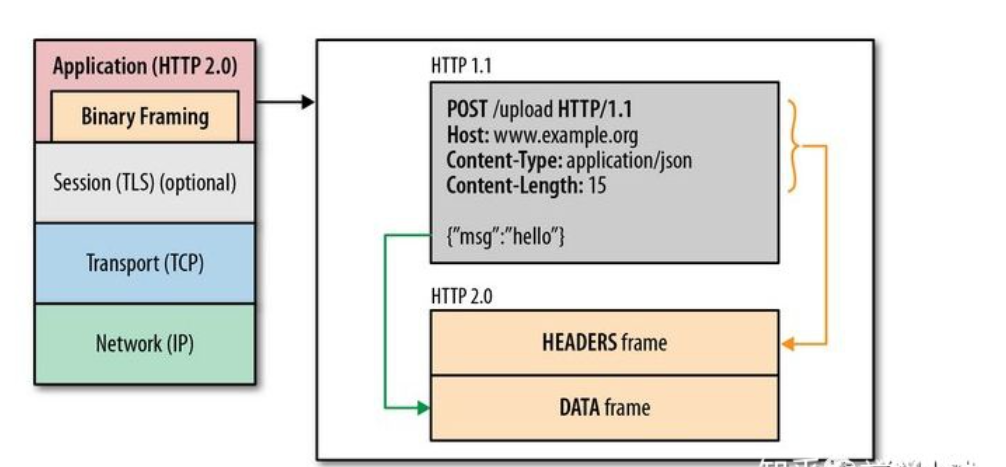 Application (HTTP 2.0)
Binary Framing
Session (TLS) (optional)
Transport (TCP)
Network (IP)
HTTP 1.1
POST /upload HTTP/1.1
Host: www.example.org
Content-Type: application/json
Content-Length: 15
{"msg":"hello"}
HTTP 2.0
HEADERS frame
DATA frame